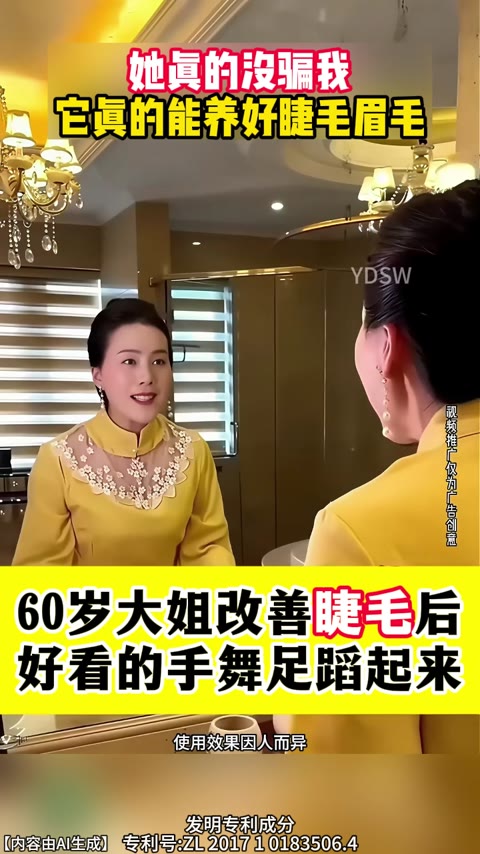 她眞的沒骗我
它眞的能养好睫毛眉毛
YDSW
视频推广仅为广告创意
60岁大姐改善睫毛后
好看的手舞足蹈起来
使用效果因人而异
发明专利成分
【内容由AI生成】 专利号:ZL 2017 1 0183506.4